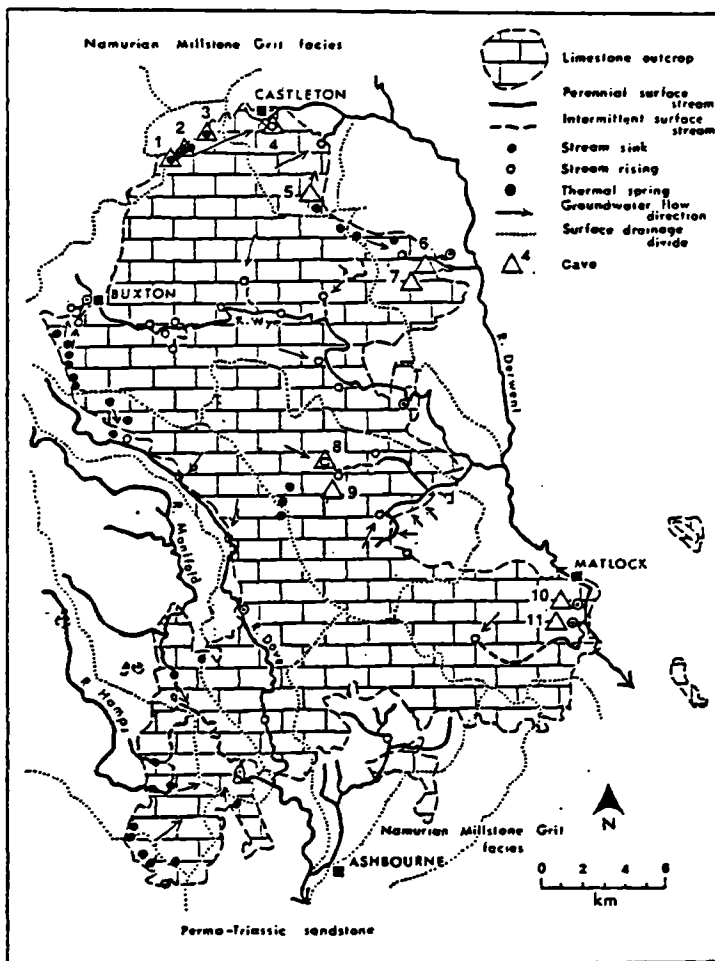 Namurian Millstone Grit facies
CASTLETON
Limestone outcrop
Perennial surface
stream
Intermittent surface
stream
Stream sink
Stream rising
Thermal spring
Groundwater flow
direction
Surface drainage
divide
4
Cave
1
2
3
4
5
6
7
BUXTON
R. Wye
R. Derwent
8
9
R. Manifold
MATLOCK
10
11
R. Dove
R. Hamps
N
Namurian Millstone Grit
facies
ASHBOURNE
0 2 4 6
km
Perma-Triassic sandstone